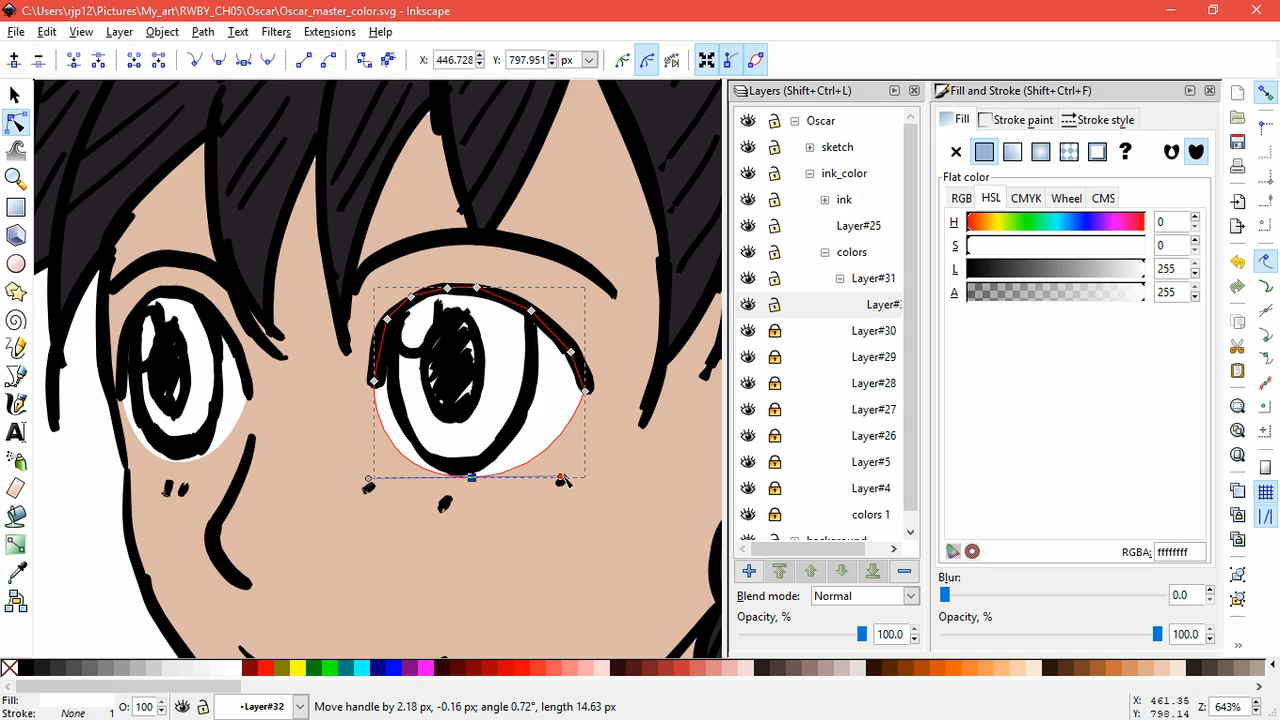 C:\Users\rjp12\Pictures\My_art\RWBY_CH05\Oscar\Oscar_master_color.svg - Inkscape
File Edit View Layer Object Path Text Filters Extensions Help
X: 446.728 Y: 797.951 px
Layers (Shift+Ctrl+L)
Oscar
sketch
ink_color
ink
Layer#25
colors
Layer#31
Layer#
Layer#30
Layer#29
Layer#28
Layer#27
Layer#26
Layer#5
Layer#4
colors 1
Blend mode: Normal
Opacity, %
100.0
Fill and Stroke (Shift+Ctrl+F)
Fill Stroke paint Stroke style
?
Flat color
RGB HSL CMYK Wheel CMS
H 0
S 0
L 255
A 255
RGBA: ffffffff
Blur:
0.0
Opacity, %
100.0
Fill:
Stroke: None 1
O: 100
•Layer#32
Move handle by 2.18 px, -0.16 px; angle 0.72°, length 14.63 px
X: 461.35
Y: 798.14
Z: 643%